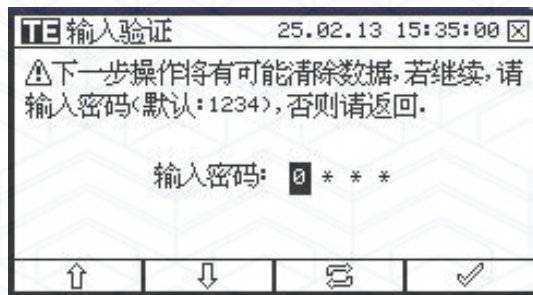 TE 输入验证 25.02.13 15:35:00
⚠下一步操作将有可能清除数据,若继续,请
输入密码(默认:1234),否则请返回.
输入密码: 0 * * *